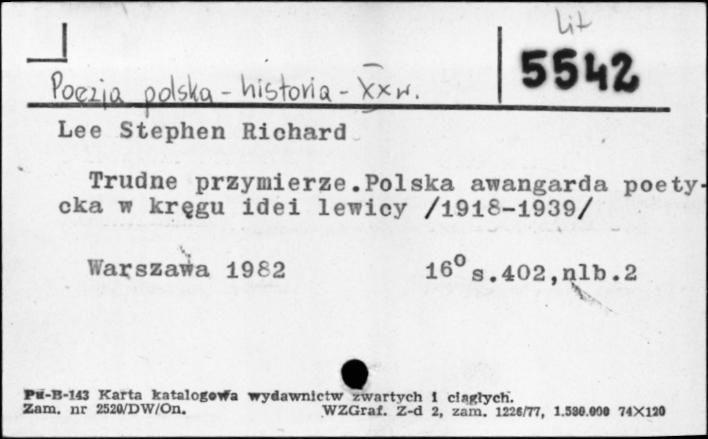 Lit
5542
Poezja polska - historia - XX w.
Lee Stephen Richard
Trudne przymierze.Polska awangarda poety-
cka w kręgu idei lewicy /1918-1939/
Warszawa 1982 16° s.402,nlb.2
Pu-B-143 Karta katalogowa wydawnictw zwartych i ciągłych.
Zam. nr 2520/DW/On. WZGraf. Z-d 2, zam. 1226/77, 1.500.000 74X120